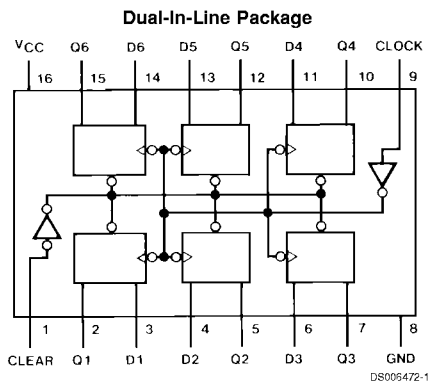 Dual-In-Line Package
VCC Q6 D6 D5 Q5 D4 Q4 CLOCK
16 15 14 13 12 11 10 9
1 2 3 4 5 6 7 8
CLEAR Q1 D1 D2 Q2 D3 Q3 GND
DS006472-1